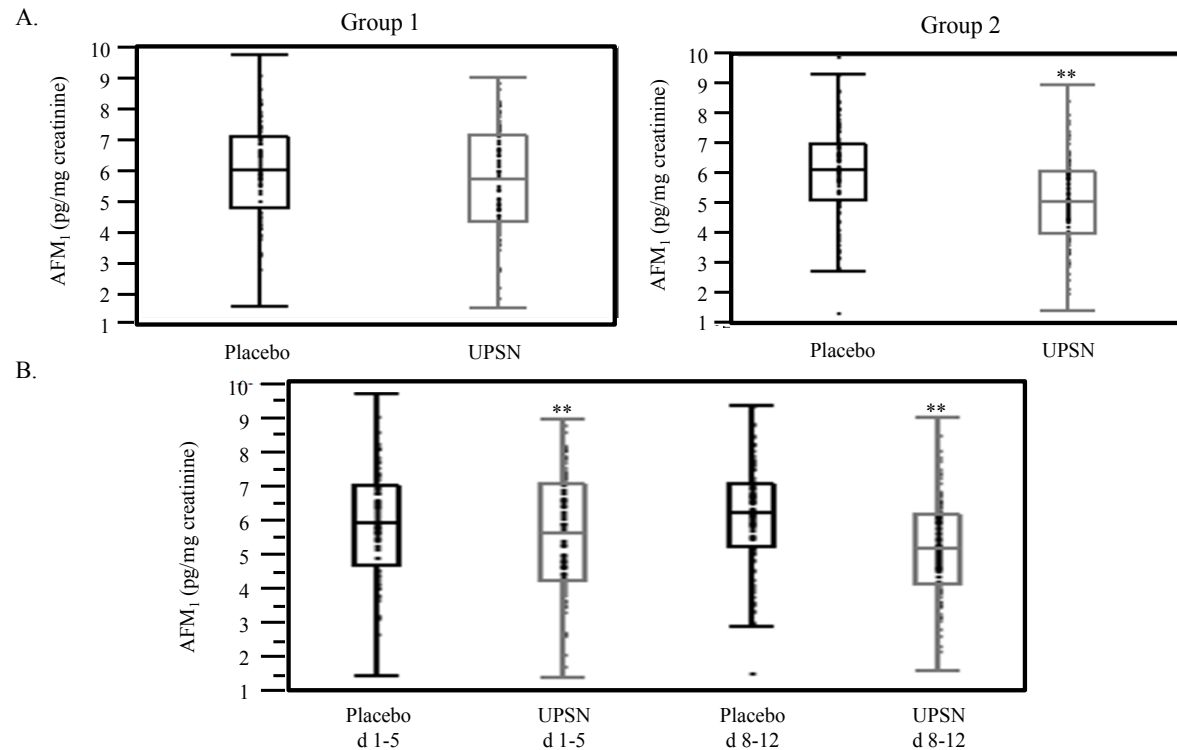 A.
Group 1
Group 2
AFM₁ (pg/mg creatinine)
10
9
8
7
6
5
4
3
2
1
Placebo
UPSN
AFM₁ (pg/mg creatinine)
10
9
8
7
6
5
4
3
2
1
**
Placebo
UPSN
B.
AFM₁ (pg/mg creatinine)
10
9
8
7
6
5
4
3
2
1
**
**
Placebo
d 1-5
UPSN
d 1-5
Placebo
d 8-12
UPSN
d 8-12